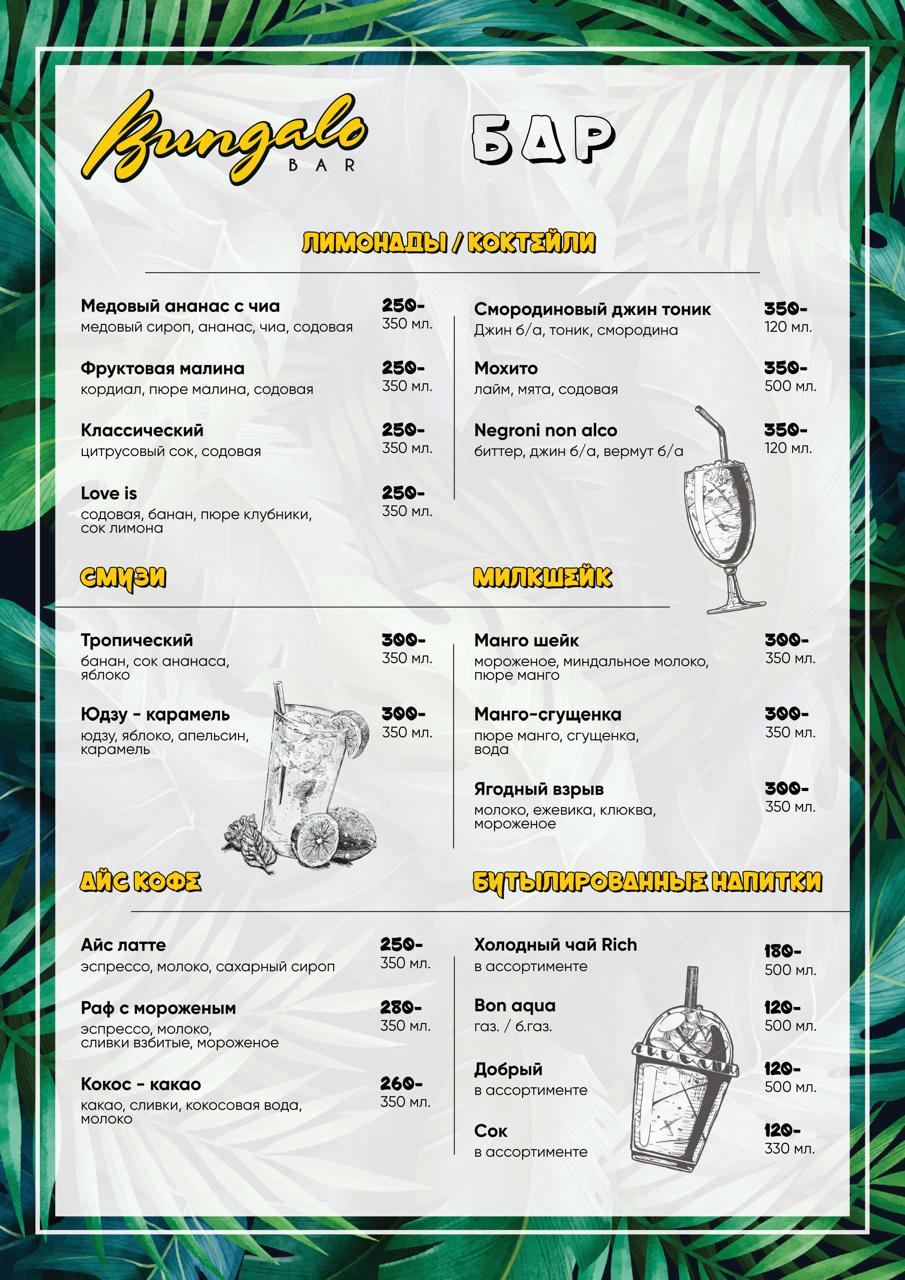 Bungalo
BAR
БАР
ЛИМОНАДЫ / КОКТЕЙЛИ
Медовый ананас с чиа 250-
медовый сироп, ананас, чиа, содовая 350 мл.
Фруктовая малина 250-
кордиал, пюре малина, содовая 350 мл.
Классический 250-
цитрусовый сок, содовая 350 мл.
Love is 250-
содовая, банан, пюре клубники, 350 мл.
сок лимона
Смородиновый джин тоник 350-
Джин б/а, тоник, смородина 120 мл.
Мохито 350-
лайм, мята, содовая 500 мл.
Negroni non alco 350-
биттер, джин б/а, вермут б/а 120 мл.
СМУЗИ
Тропический 300-
банан, сок ананаса, 350 мл.
яблоко
Юдзу - карамель 300-
юдзу, яблоко, апельсин, 350 мл.
карамель
МИЛКШЕЙК
Манго шейк 300-
мороженое, миндальное молоко, 350 мл.
пюре манго
Манго-сгущенка 300-
пюре манго, сгущенка, 350 мл.
вода
Ягодный взрыв 300-
молоко, ежевика, клюква, 350 мл.
мороженое
АЙС КОФЕ
Айс латте 250-
эспрессо, молоко, сахарный сироп 350 мл.
Раф с мороженым 280-
эспрессо, молоко, 350 мл.
сливки взбитые, мороженое
Кокос - какао 260-
какао, сливки, кокосовая вода, 350 мл.
молоко
БУТЫЛИРОВАННЫЕ НАПИТКИ
Холодный чай Rich 180-
в ассортименте 500 мл.
Bon aqua 120-
газ. / б.газ. 500 мл.
Добрый 120-
в ассортименте 500 мл.
Сок 120-
в ассортименте 330 мл.